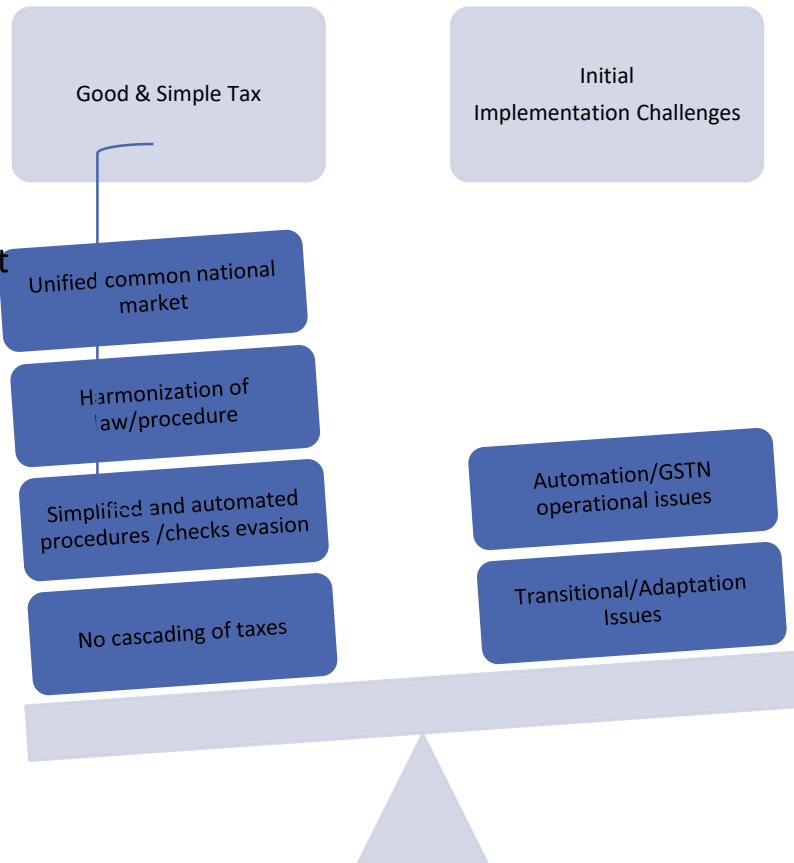 Good & Simple Tax
Initial
Implementation Challenges
t
Unified common national
market
Harmonization of
law/procedure
Simplified and automated
procedures /checks evasion
No cascading of taxes
Automation/GSTN
operational issues
Transitional/Adaptation
Issues